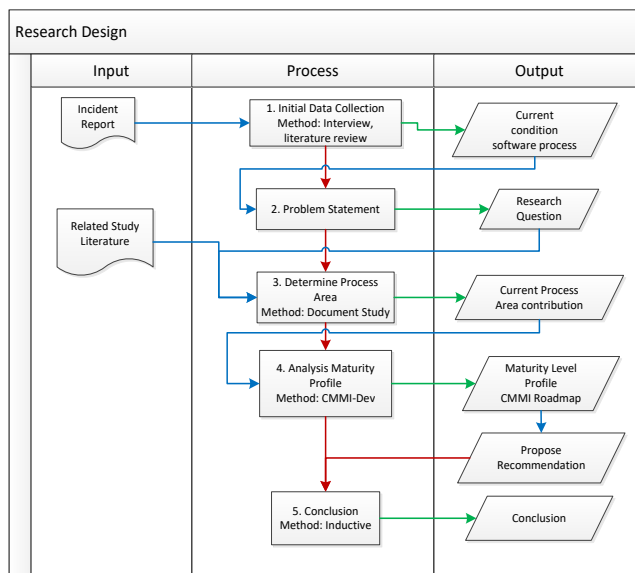 Research Design
Input
Process
Output
Incident
Report
1. Initial Data Collection
Method: Interview,
literature review
Current
condition
software process
2. Problem Statement
Research
Question
Related Study
Literature
3. Determine Process
Area
Method: Document Study
Current Process
Area contribution
4. Analysis Maturity
Profile
Method: CMMI-Dev
Maturity Level
Profile
CMMI Roadmap
Propose
Recommendation
5. Conclusion
Method: Inductive
Conclusion